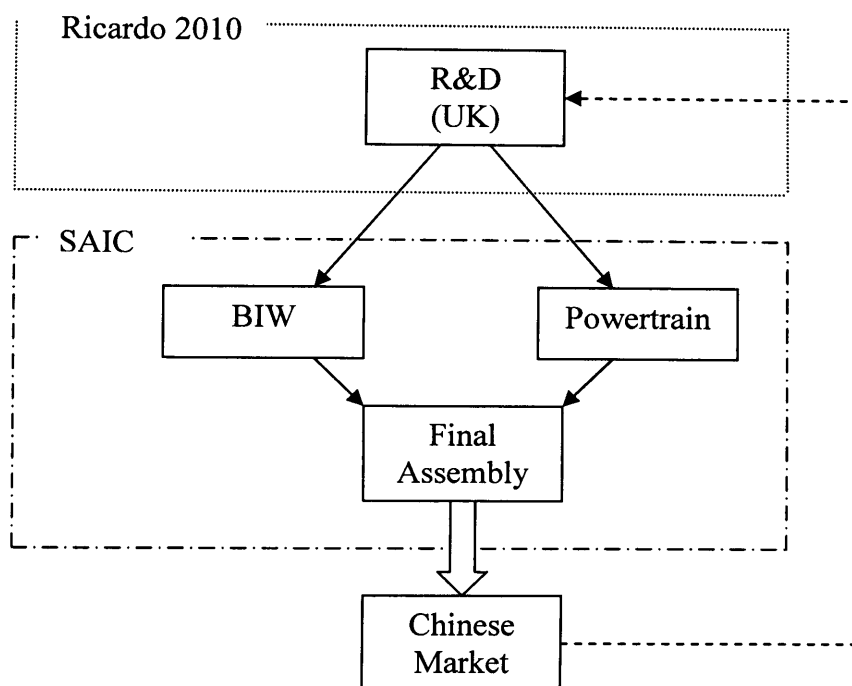 Ricardo 2010
R&D
(UK)
SAIC
BIW
Powertrain
Final
Assembly
Chinese
Market